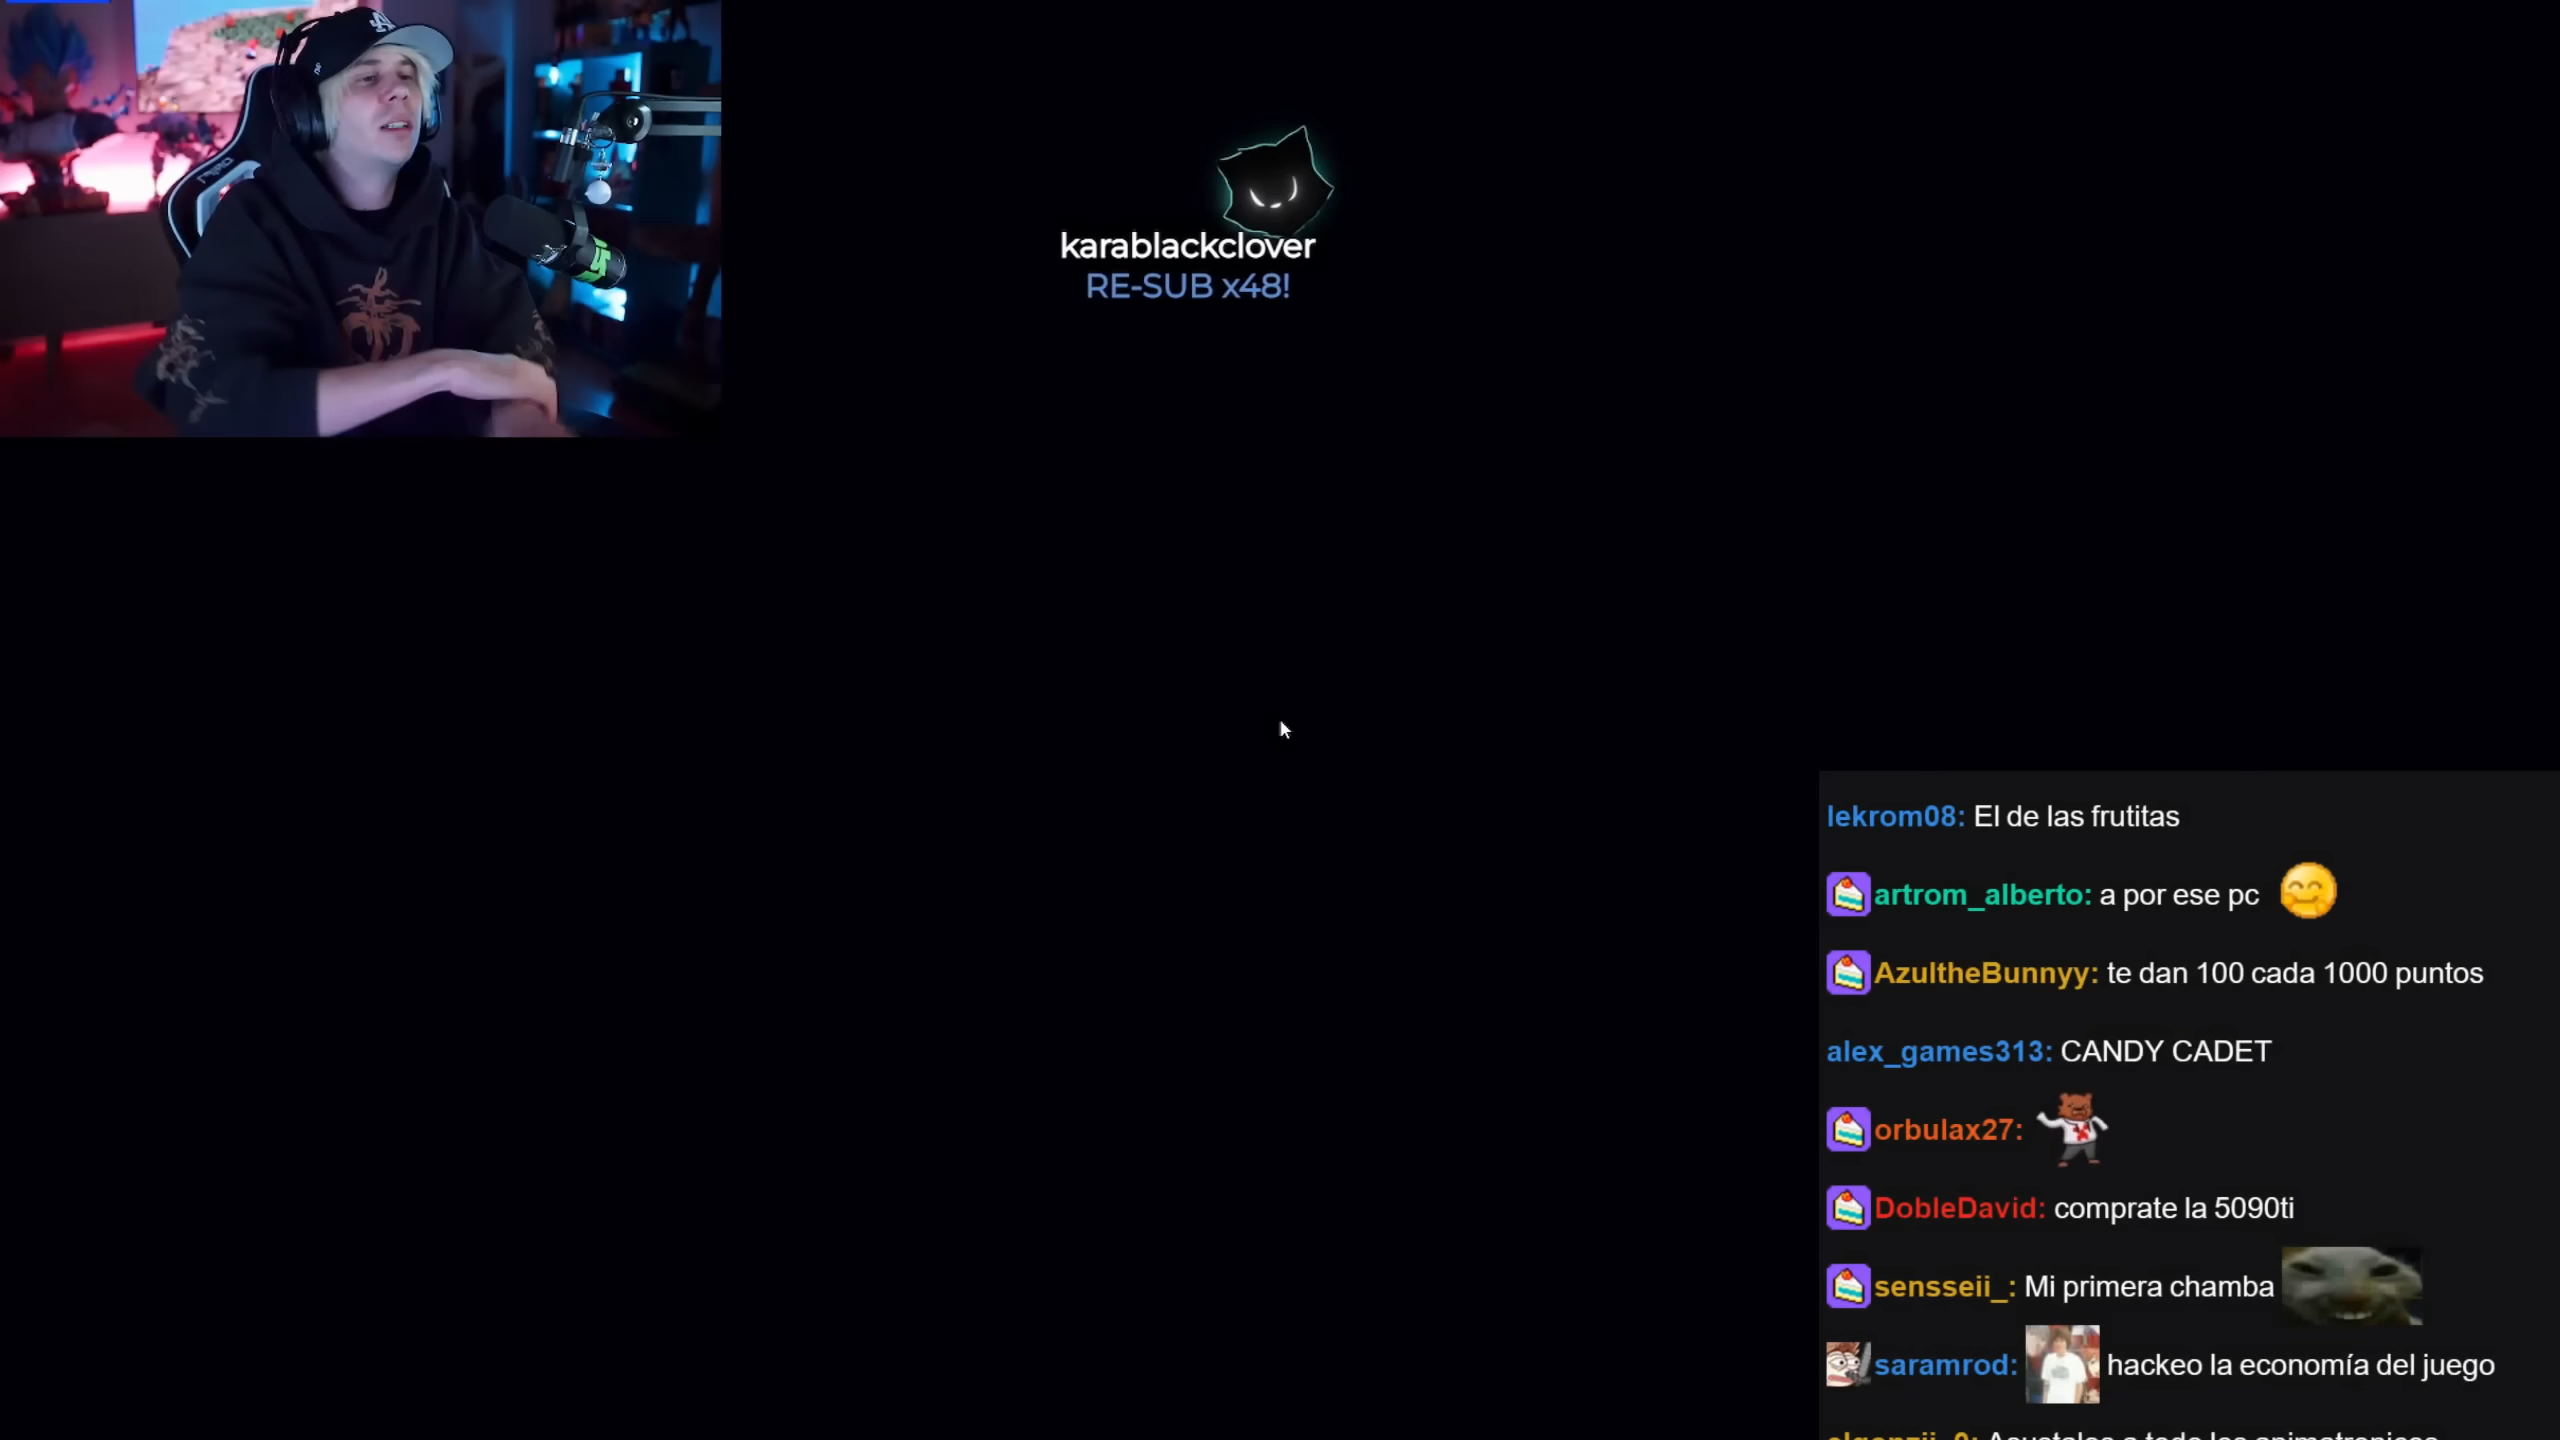 karablackclover
RE-SUB x48!
lekrom08: El de las frutitas
artrom_alberto: a por ese pc
AzultheBunnyy: te dan 100 cada 1000 puntos
alex_games313: CANDY CADET
orbulax27:
DobleDavid: comprate la 5090ti
sensseii_: Mi primera chamba
saramrod: hackeo la economía del juego